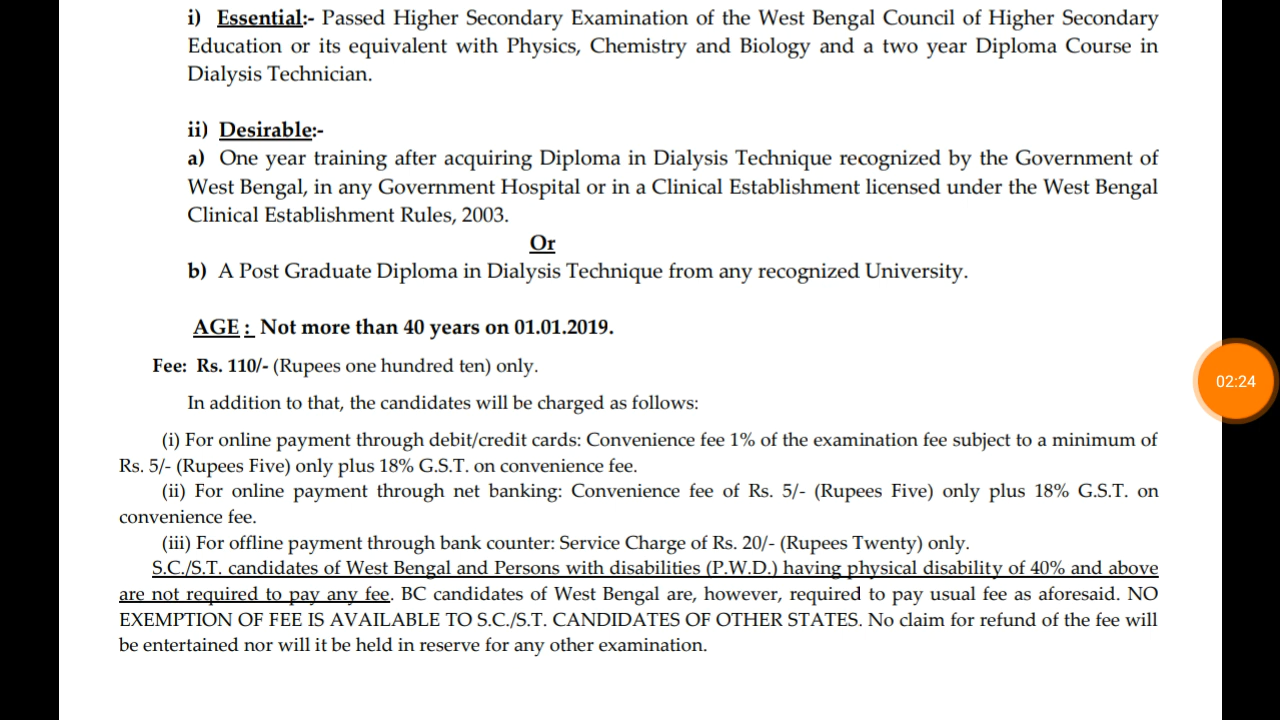 i) Essential:- Passed Higher Secondary Examination of the West Bengal Council of Higher Secondary
Education or its equivalent with Physics, Chemistry and Biology and a two year Diploma Course in
Dialysis Technician.
ii) Desirable:-
a) One year training after acquiring Diploma in Dialysis Technique recognized by the Government of
West Bengal, in any Government Hospital or in a Clinical Establishment licensed under the West Bengal
Clinical Establishment Rules, 2003.
Or
b) A Post Graduate Diploma in Dialysis Technique from any recognized University.
AGE : Not more than 40 years on 01.01.2019.
Fee: Rs. 110/- (Rupees one hundred ten) only.
02:24
In addition to that, the candidates will be charged as follows:
(i) For online payment through debit/credit cards: Convenience fee 1% of the examination fee subject to a minimum of
Rs. 5/- (Rupees Five) only plus 18% G.S.T. on convenience fee.
(ii) For online payment through net banking: Convenience fee of Rs. 5/- (Rupees Five) only plus 18% G.S.T. on
convenience fee.
(iii) For offline payment through bank counter: Service Charge of Rs. 20/- (Rupees Twenty) only.
S.C./S.T. candidates of West Bengal and Persons with disabilities (P.W.D.) having physical disability of 40% and above
are not required to pay any fee. BC candidates of West Bengal are, however, required to pay usual fee as aforesaid. NO
EXEMPTION OF FEE IS AVAILABLE TO S.C./S.T. CANDIDATES OF OTHER STATES. No claim for refund of the fee will
be entertained nor will it be held in reserve for any other examination.